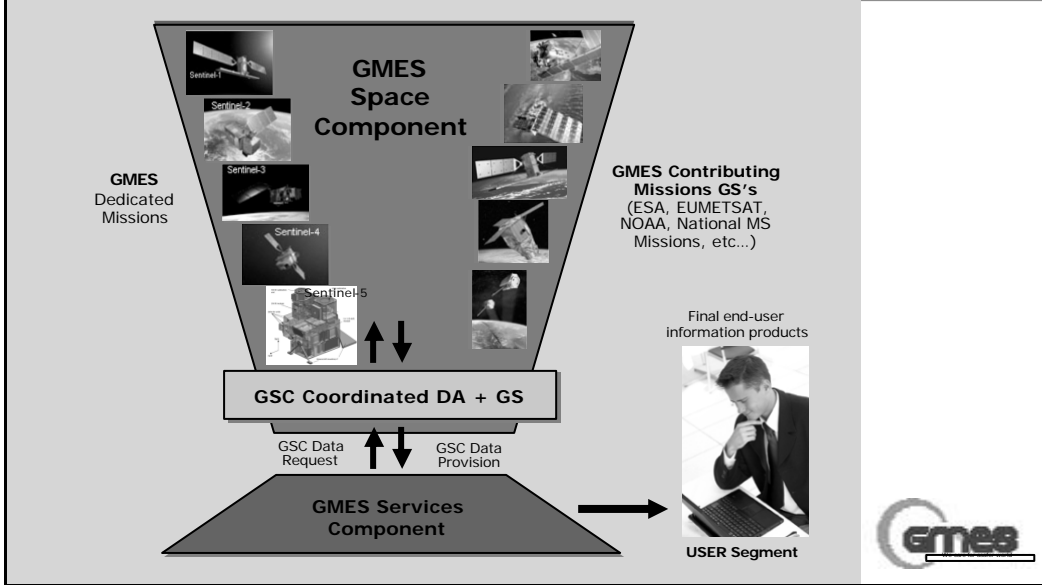 GMES
Space
Component
Sentinel-1
Sentinel-2
Sentinel-3
Sentinel-4
Sentinel-5
GMES
Dedicated
Missions
GMES Contributing
Missions GS's
(ESA, EUMETSAT,
NOAA, National MS
Missions, etc...)
GSC Coordinated DA + GS
GSC Data
Request
GSC Data
Provision
GMES Services
Component
Final end-user
information products
USER Segment
Gmes